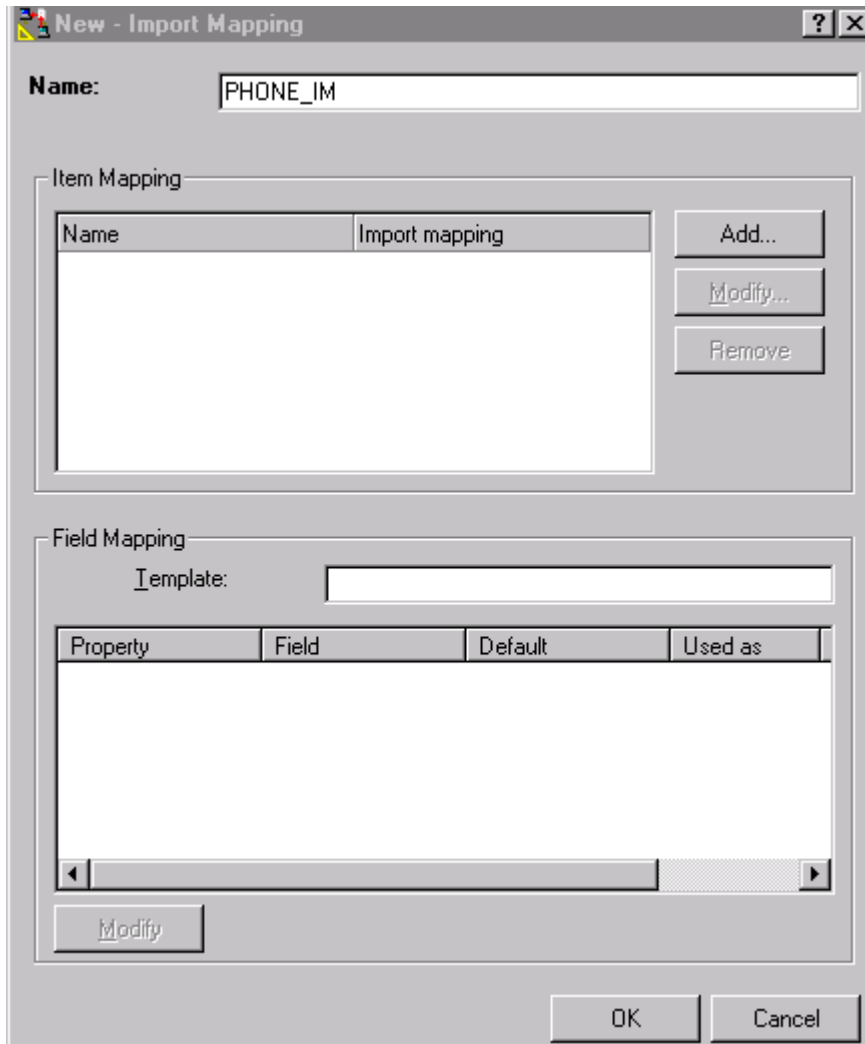 New - Import Mapping
Name: PHONE_IM
Item Mapping
Name Import mapping
Add...
Modify...
Remove
Field Mapping
Template:
Property Field Default Used as
Modify
OK Cancel